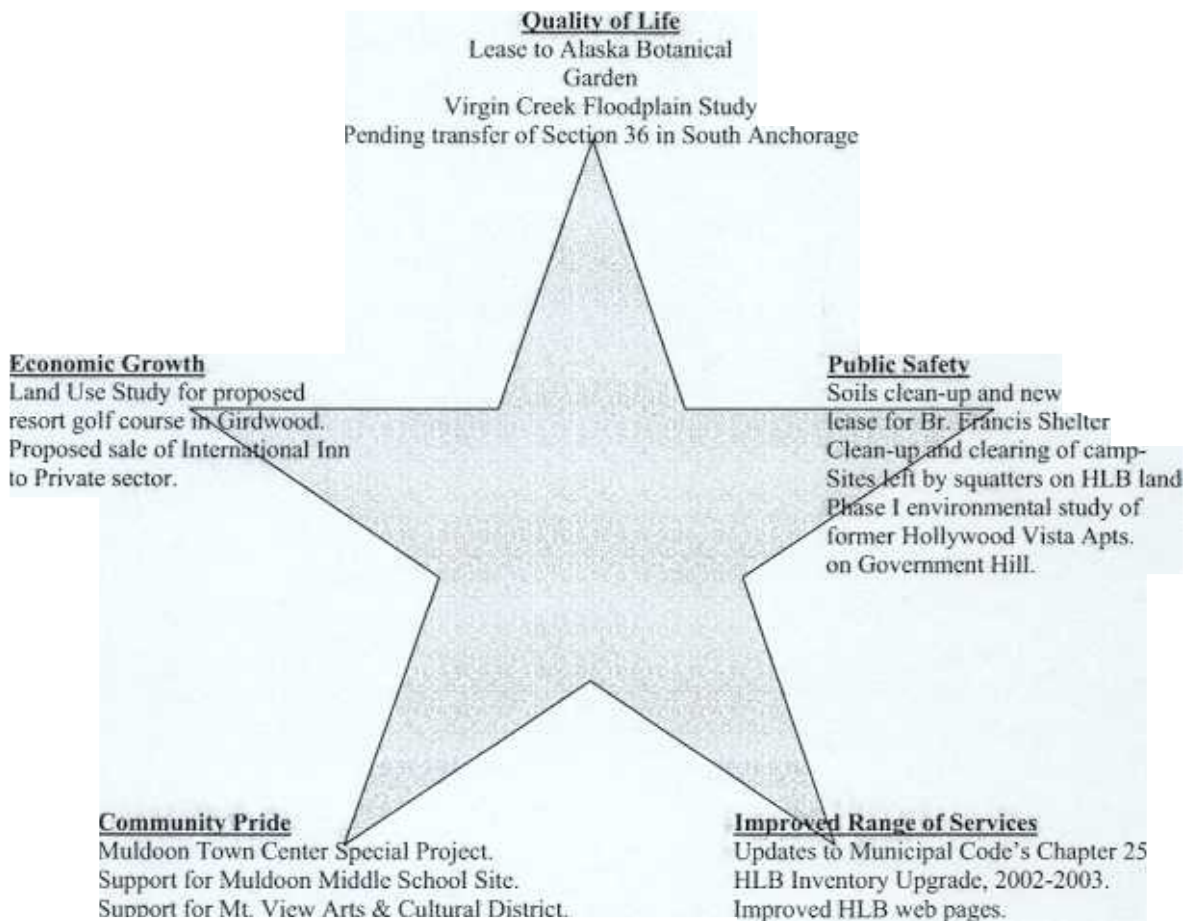 Quality of Life
Lease to Alaska Botanical
Garden
Virgin Creek Floodplain Study
Pending transfer of Section 36 in South Anchorage
Economic Growth
Land Use Study for proposed
resort golf course in Girdwood.
Proposed sale of International Inn
to Private sector.
Public Safety
Soils clean-up and new
lease for Br. Francis Shelter
Clean-up and clearing of camp-
Sites left by squatters on HLB land
Phase I environmental study of
former Hollywood Vista Apts.
on Government Hill.
Community Pride
Muldoon Town Center Special Project.
Support for Muldoon Middle School Site.
Support for Mt. View Arts & Cultural District.
Improved Range of Services
Updates to Municipal Code's Chapter 25
HLB Inventory Upgrade, 2002-2003.
Improved HLB web pages.